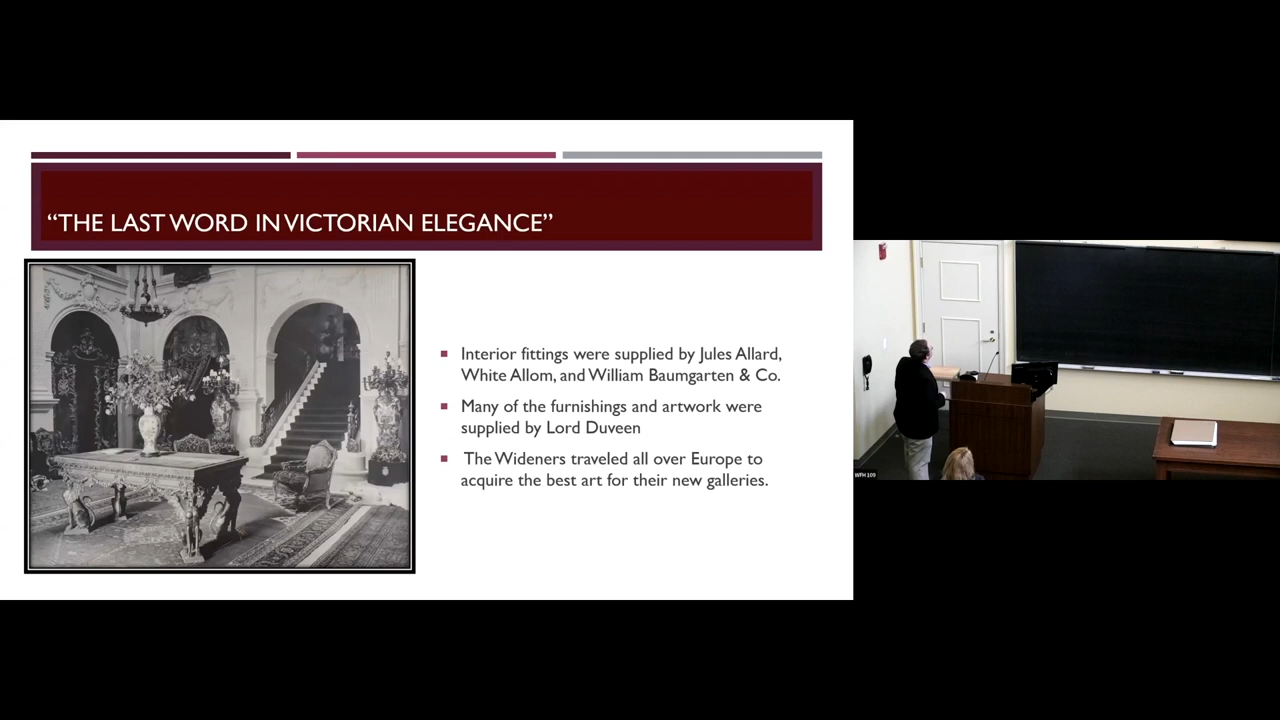 “THE LAST WORD IN VICTORIAN ELEGANCE”
Interior fittings were supplied by Jules Allard,
White Allom, and William Baumgarten & Co.
Many of the furnishings and artwork were
supplied by Lord Duveen
The Wideners traveled all over Europe to
acquire the best art for their new galleries.
WFH 109